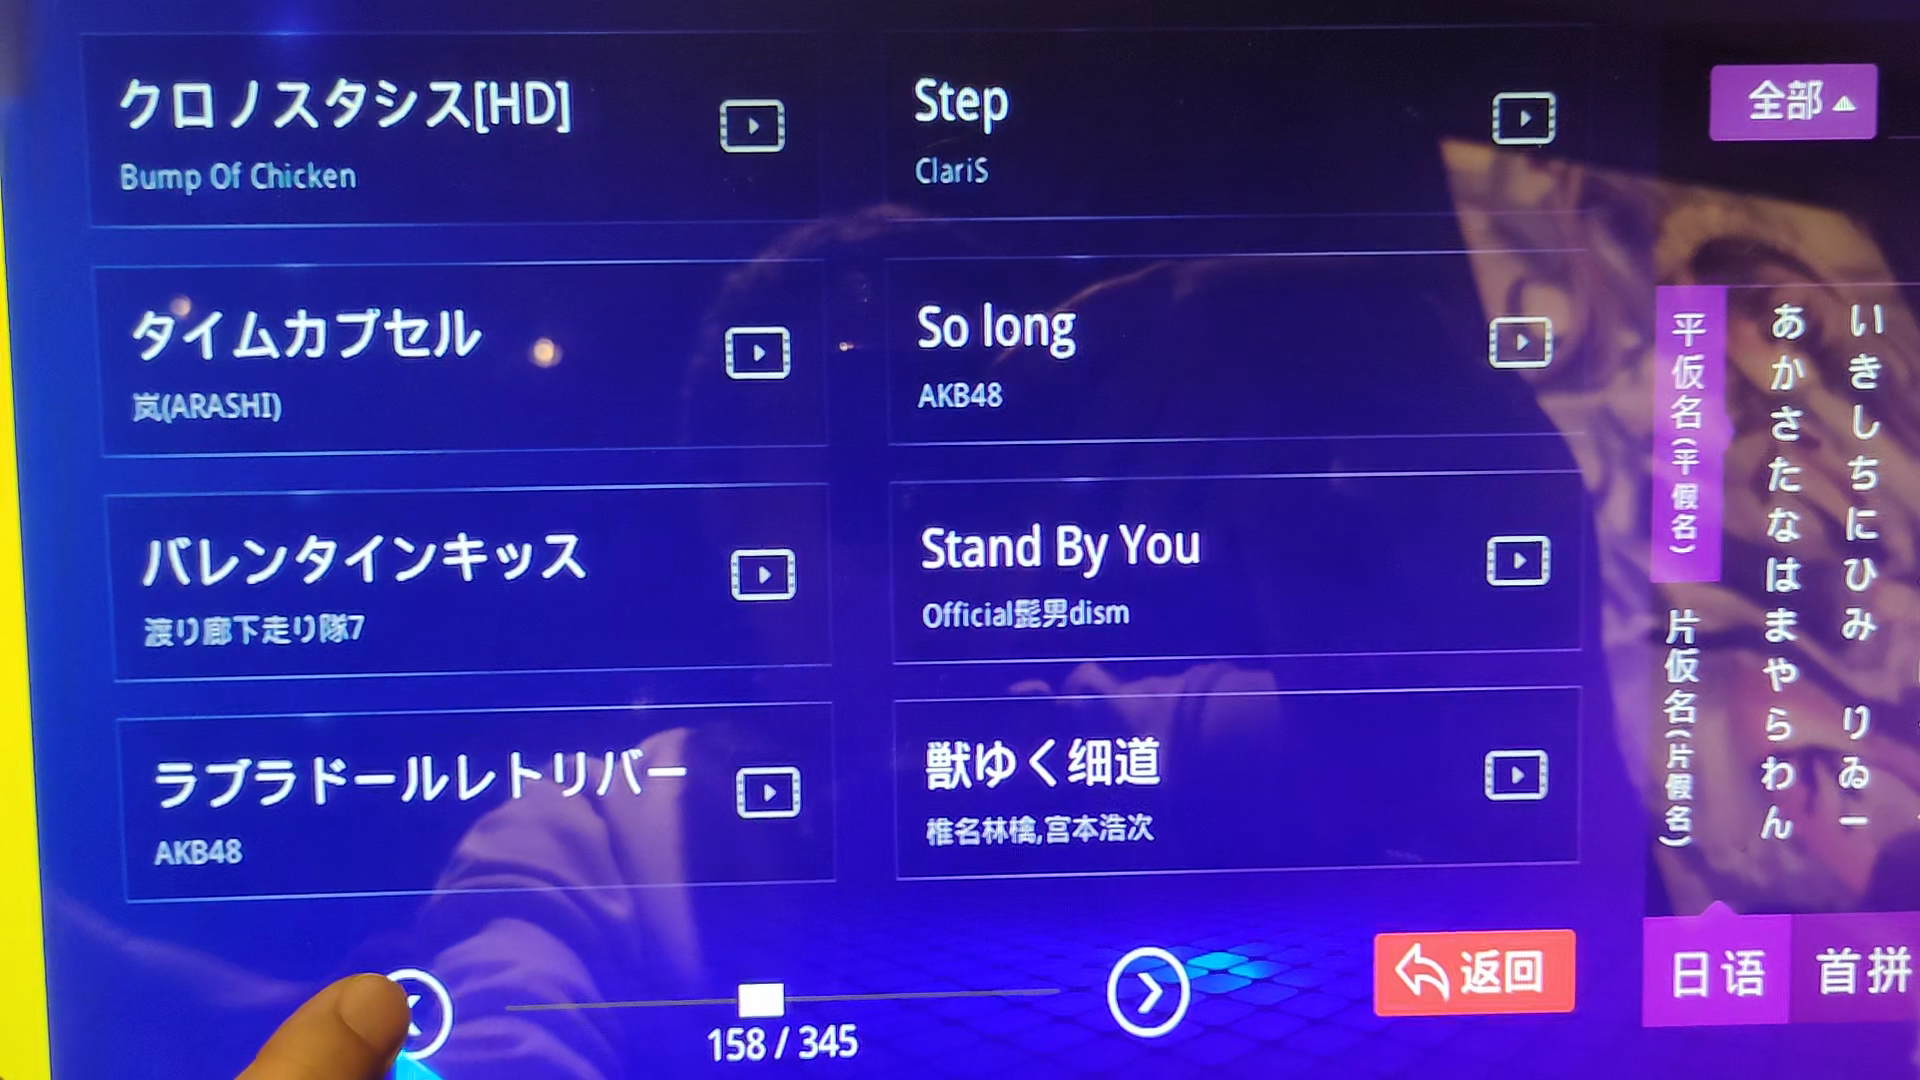 クロノスタシス[HD]
Bump Of Chicken
Step
ClariS
タイムカプセル
嵐(ARASHI)
So long
AKB48
バレンタインキッス
渡り廊下走り隊7
Stand By You
Official髭男dism
ラブラドールレトリバー
AKB48
獣ゆく细道
椎名林檎,宮本浩次
158 / 345
返回
全部
平仮名(平假名)
片仮名(片假名)
あかさたなはまやらわん
いきしちにひみ りゐー
日语
首拼